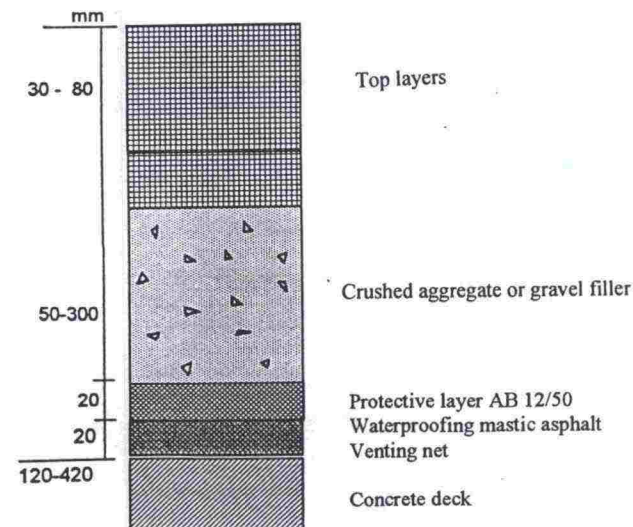 mm
30 - 80
Top layers
50-300
Crushed aggregate or gravel filler
20
Protective layer AB 12/50
20
Waterproofing mastic asphalt
Venting net
120-420
Concrete deck